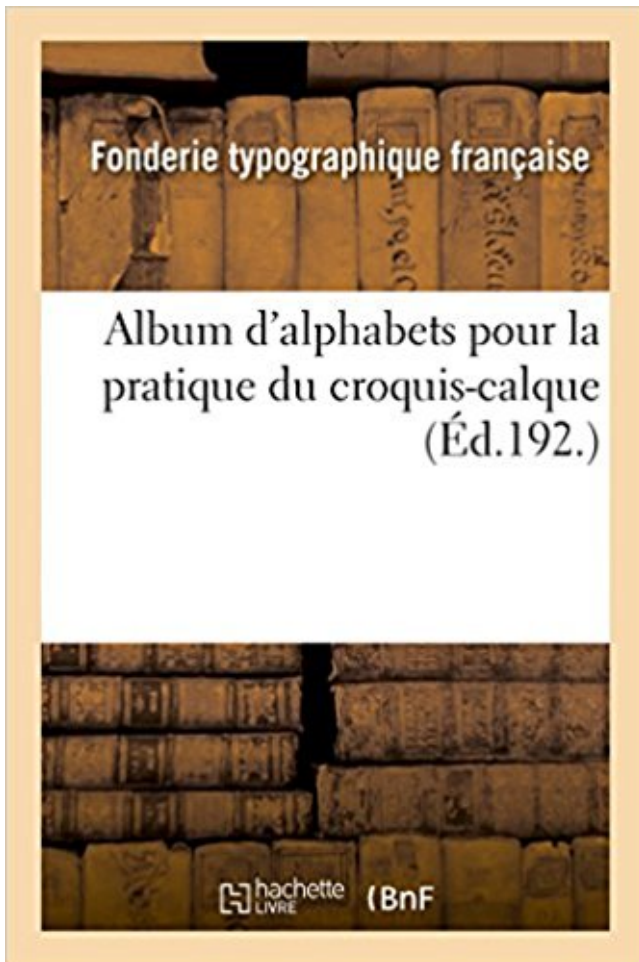 Fonderie typographique française
Album d'alphabets pour la
pratique du croquis-calque
(Éd.192.)
hachette
LIVRE
(BnF